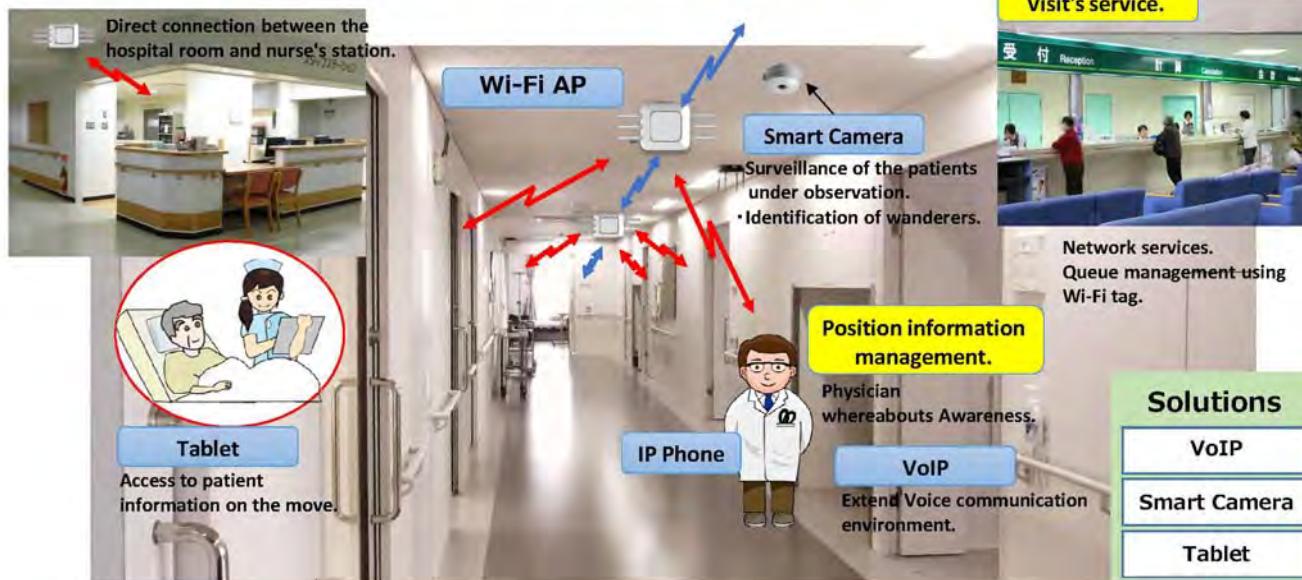 Visit's service.
Direct connection between the
hospital room and nurse's station.
受 付 Reception
計 算
Wi-Fi AP
Smart Camera
・Surveillance of the patients
under observation.
・Identification of wanderers.
Network services.
Queue management using
Wi-Fi tag.
Position information
management.
Physician
whereabouts Awareness.
Tablet
Access to patient
information on the move.
IP Phone
VoIP
Extend Voice communication
environment.
Solutions
VoIP
Smart Camera
Tablet